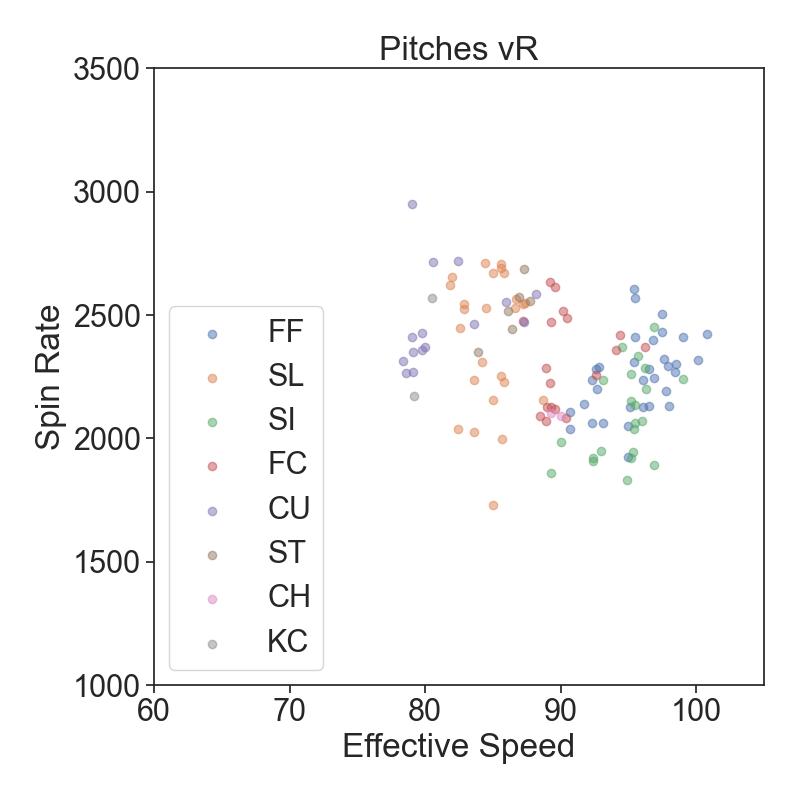 Pitches vR
3500
3000
2500
2000
1500
1000
Spin Rate
FF
SL
SI
FC
CU
ST
CH
KC
60 70 80 90 100
Effective Speed